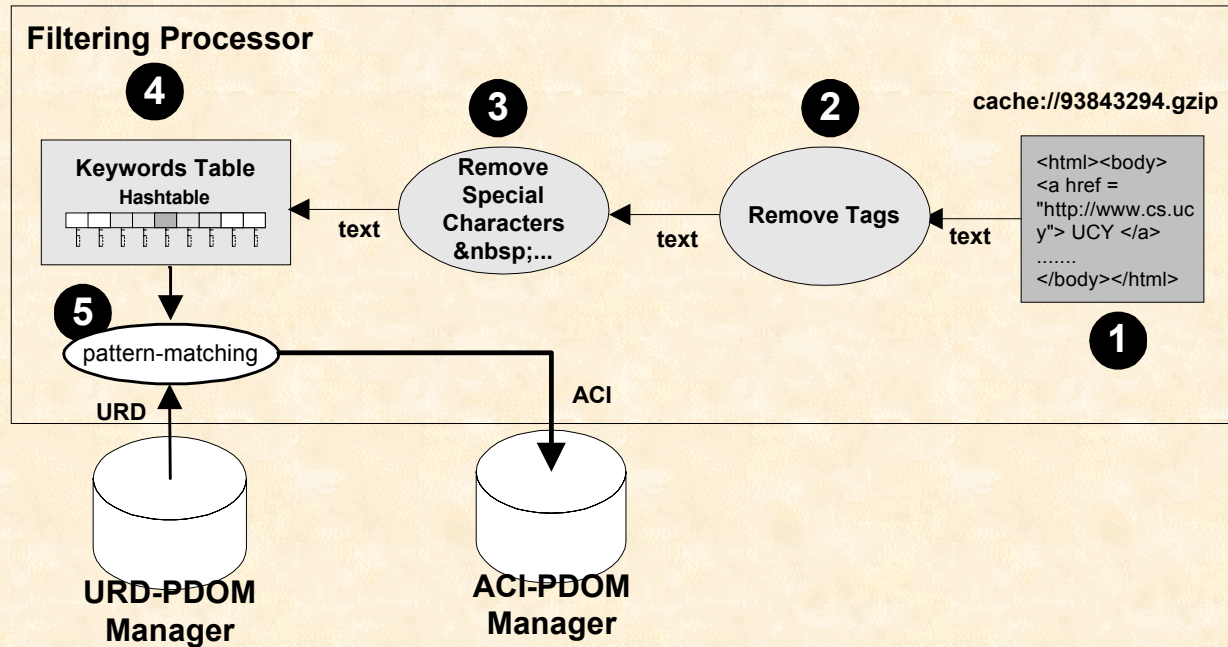 Filtering Processor
4
3
2
cache://93843294.gzip
Keywords Table
Hashtable
Remove
Special
Characters
&nbsp;...
Remove Tags
<html><body>
<a href =
"http://www.cs.uc
y"> UCY </a>
.......
</body></html>
text
text
text
1
5
pattern-matching
URD
ACI
URD-PDOM
Manager
ACI-PDOM
Manager